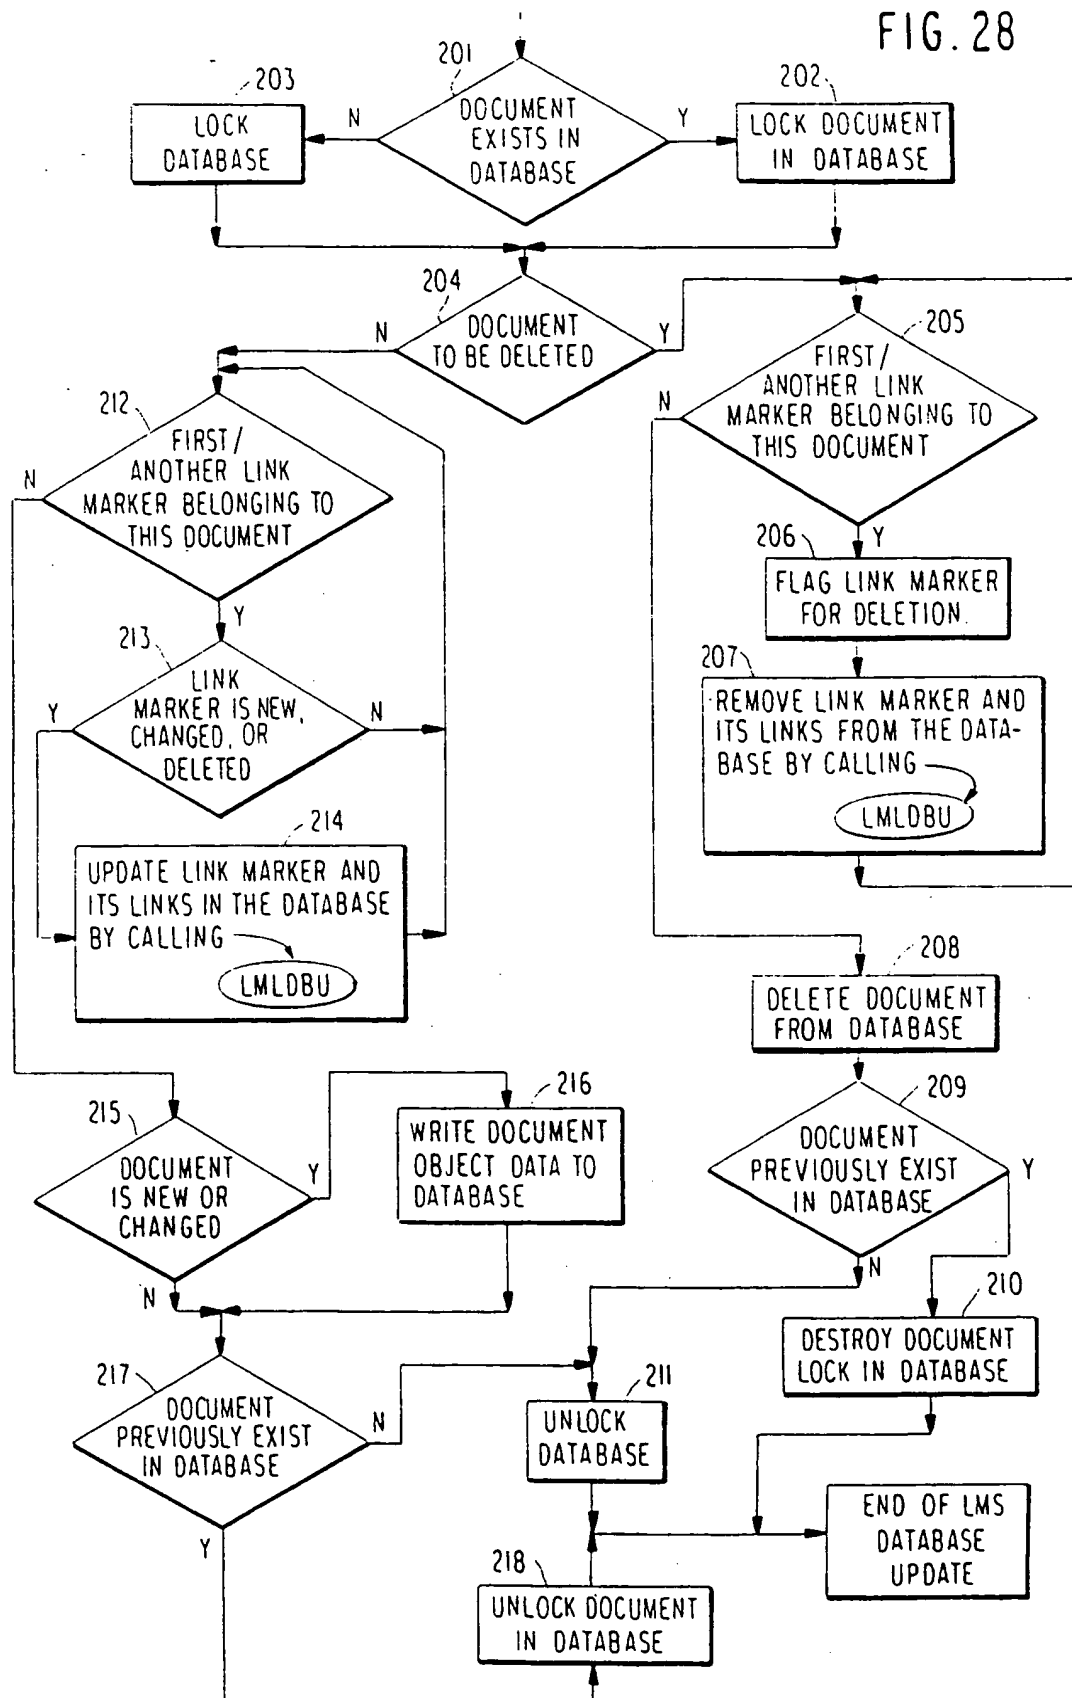 FIG. 28
201
DOCUMENT
EXISTS IN
DATABASE
N
Y
203
LOCK
DATABASE
202
LOCK DOCUMENT
IN DATABASE
204
DOCUMENT
TO BE DELETED
N
Y
205
FIRST/
ANOTHER LINK
MARKER BELONGING TO
THIS DOCUMENT
N
Y
206
FLAG LINK MARKER
FOR DELETION.
207
REMOVE LINK MARKER AND
ITS LINKS FROM THE DATA-
BASE BY CALLING
LMLDBU
212
FIRST/
ANOTHER LINK
MARKER BELONGING TO
THIS DOCUMENT
N
Y
213
LINK
MARKER IS NEW,
CHANGED, OR
DELETED
Y
N
214
UPDATE LINK MARKER AND
ITS LINKS IN THE DATABASE
BY CALLING
LMLDBU
208
DELETE DOCUMENT
FROM DATABASE
209
DOCUMENT
PREVIOUSLY EXIST
IN DATABASE
Y
N
215
DOCUMENT
IS NEW OR
CHANGED
Y
N
216
WRITE DOCUMENT
OBJECT DATA TO
DATABASE
210
DESTROY DOCUMENT
LOCK IN DATABASE
217
DOCUMENT
PREVIOUSLY EXIST
IN DATABASE
N
Y
211
UNLOCK
DATABASE
218
UNLOCK DOCUMENT
IN DATABASE
END OF LMS
DATABASE
UPDATE